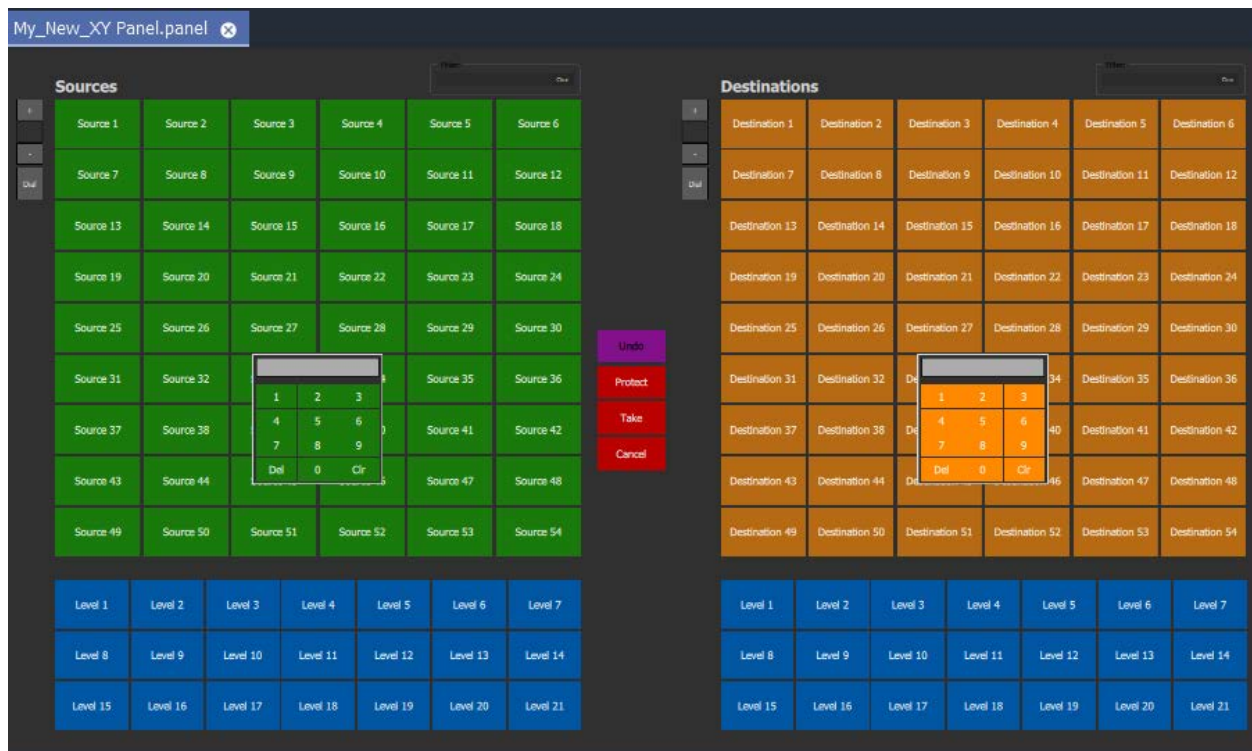 My_New_XY Panel.panel
Filter
Clear
Filter
Clear
Sources
Destinations
+
+
Source 1 Source 2 Source 3 Source 4 Source 5 Source 6
Destination 1 Destination 2 Destination 3 Destination 4 Destination 5 Destination 6
-
-
Dial
Dial
Source 7 Source 8 Source 9 Source 10 Source 11 Source 12
Destination 7 Destination 8 Destination 9 Destination 10 Destination 11 Destination 12
Source 13 Source 14 Source 15 Source 16 Source 17 Source 18
Destination 13 Destination 14 Destination 15 Destination 16 Destination 17 Destination 18
Source 19 Source 20 Source 21 Source 22 Source 23 Source 24
Destination 19 Destination 20 Destination 21 Destination 22 Destination 23 Destination 24
Source 25 Source 26 Source 27 Source 28 Source 29 Source 30
Destination 25 Destination 26 Destination 27 Destination 28 Destination 29 Destination 30
Undo
Source 31 Source 32 Source 35 Source 36
Protect
Destination 31 Destination 32 De 34 Destination 35 Destination 36
1 2 3
1 2 3
Take
4 5 6
4 5 6
Source 37 Source 38 Source 41 Source 42
Destination 37 Destination 38 De 40 Destination 41 Destination 42
7 8 9
7 8 9
Cancel
Del 0 Clr
Del 0 Clr
Source 43 Source 44 Source 47 Source 48
Destination 43 Destination 44 46 Destination 47 Destination 48
Source 49 Source 50 Source 51 Source 52 Source 53 Source 54
Destination 49 Destination 50 Destination 51 Destination 52 Destination 53 Destination 54
Level 1 Level 2 Level 3 Level 4 Level 5 Level 6 Level 7
Level 1 Level 2 Level 3 Level 4 Level 5 Level 6 Level 7
Level 8 Level 9 Level 10 Level 11 Level 12 Level 13 Level 14
Level 8 Level 9 Level 10 Level 11 Level 12 Level 13 Level 14
Level 15 Level 16 Level 17 Level 18 Level 19 Level 20 Level 21
Level 15 Level 16 Level 17 Level 18 Level 19 Level 20 Level 21